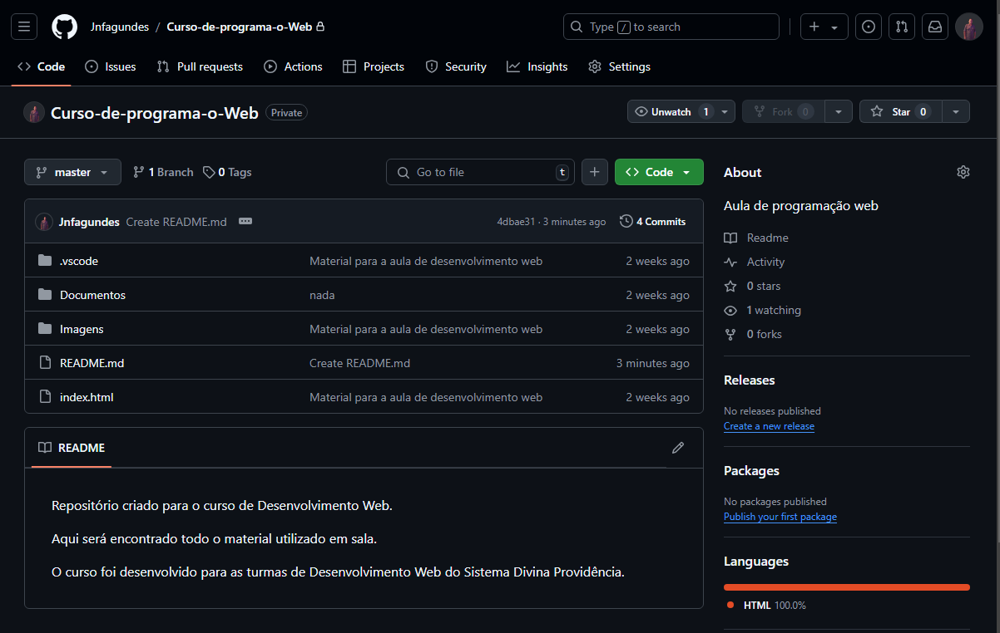 Jnfagundes / Curso-de-programa-o-Web
Type / to search
Code Issues Pull requests Actions Projects Security Insights Settings
Curso-de-programa-o-Web Private
Unwatch 1 Fork 0 Star 0
master 1 Branch 0 Tags Go to file t Code
Jnfagundes Create README.md 4dbae31 · 3 minutes ago 4 Commits
.vscode Material para a aula de desenvolvimento web 2 weeks ago
Documentos nada 2 weeks ago
Imagens Material para a aula de desenvolvimento web 2 weeks ago
README.md Create README.md 3 minutes ago
index.html Material para a aula de desenvolvimento web 2 weeks ago
README
Repositório criado para o curso de Desenvolvimento Web.
Aqui será encontrado todo o material utilizado em sala.
O curso foi desenvolvido para as turmas de Desenvolvimento Web do Sistema Divina Providência.
About
Aula de programação web
Readme
Activity
0 stars
1 watching
0 forks
Releases
No releases published
Create a new release
Packages
No packages published
Publish your first package
Languages
HTML 100.0%